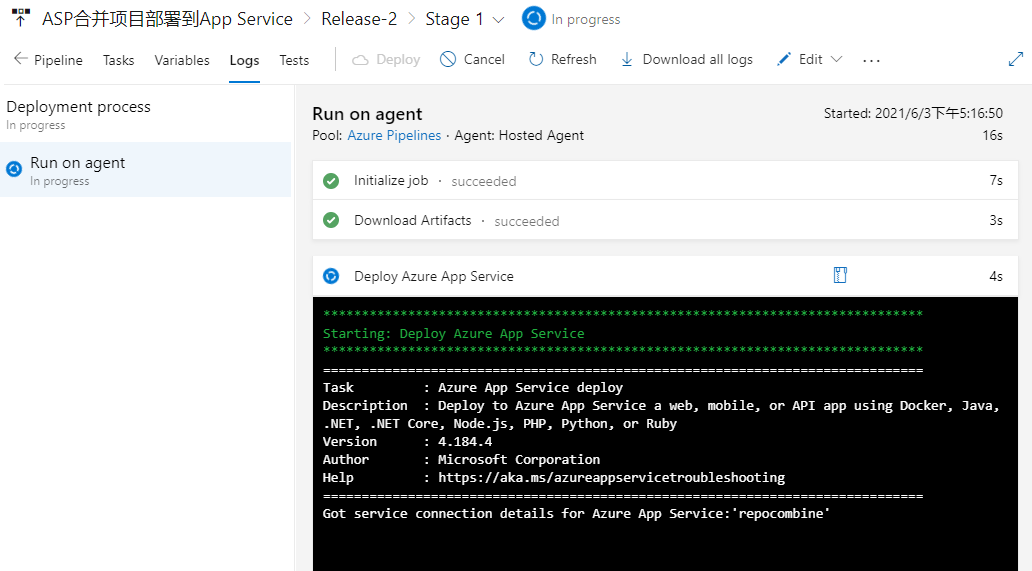 ASP合并项目部署到App Service > Release-2 > Stage 1 In progress
Pipeline Tasks Variables Logs Tests Deploy Cancel Refresh Download all logs Edit ...
Deployment process
In progress
Run on agent
In progress
Run on agent
Started: 2021/6/3下午5:16:50
Pool: Azure Pipelines · Agent: Hosted Agent
16s
Initialize job · succeeded 7s
Download Artifacts · succeeded 3s
Deploy Azure App Service 4s
******************************************************************************
Starting: Deploy Azure App Service
******************************************************************************
==============================================================================
Task         : Azure App Service deploy
Description  : Deploy to Azure App Service a web, mobile, or API app using Docker, Java,
.NET, .NET Core, Node.js, PHP, Python, or Ruby
Version      : 4.184.4
Author       : Microsoft Corporation
Help         : https://aka.ms/azureappservicetroubleshooting
==============================================================================
Got service connection details for Azure App Service:'repocombine'